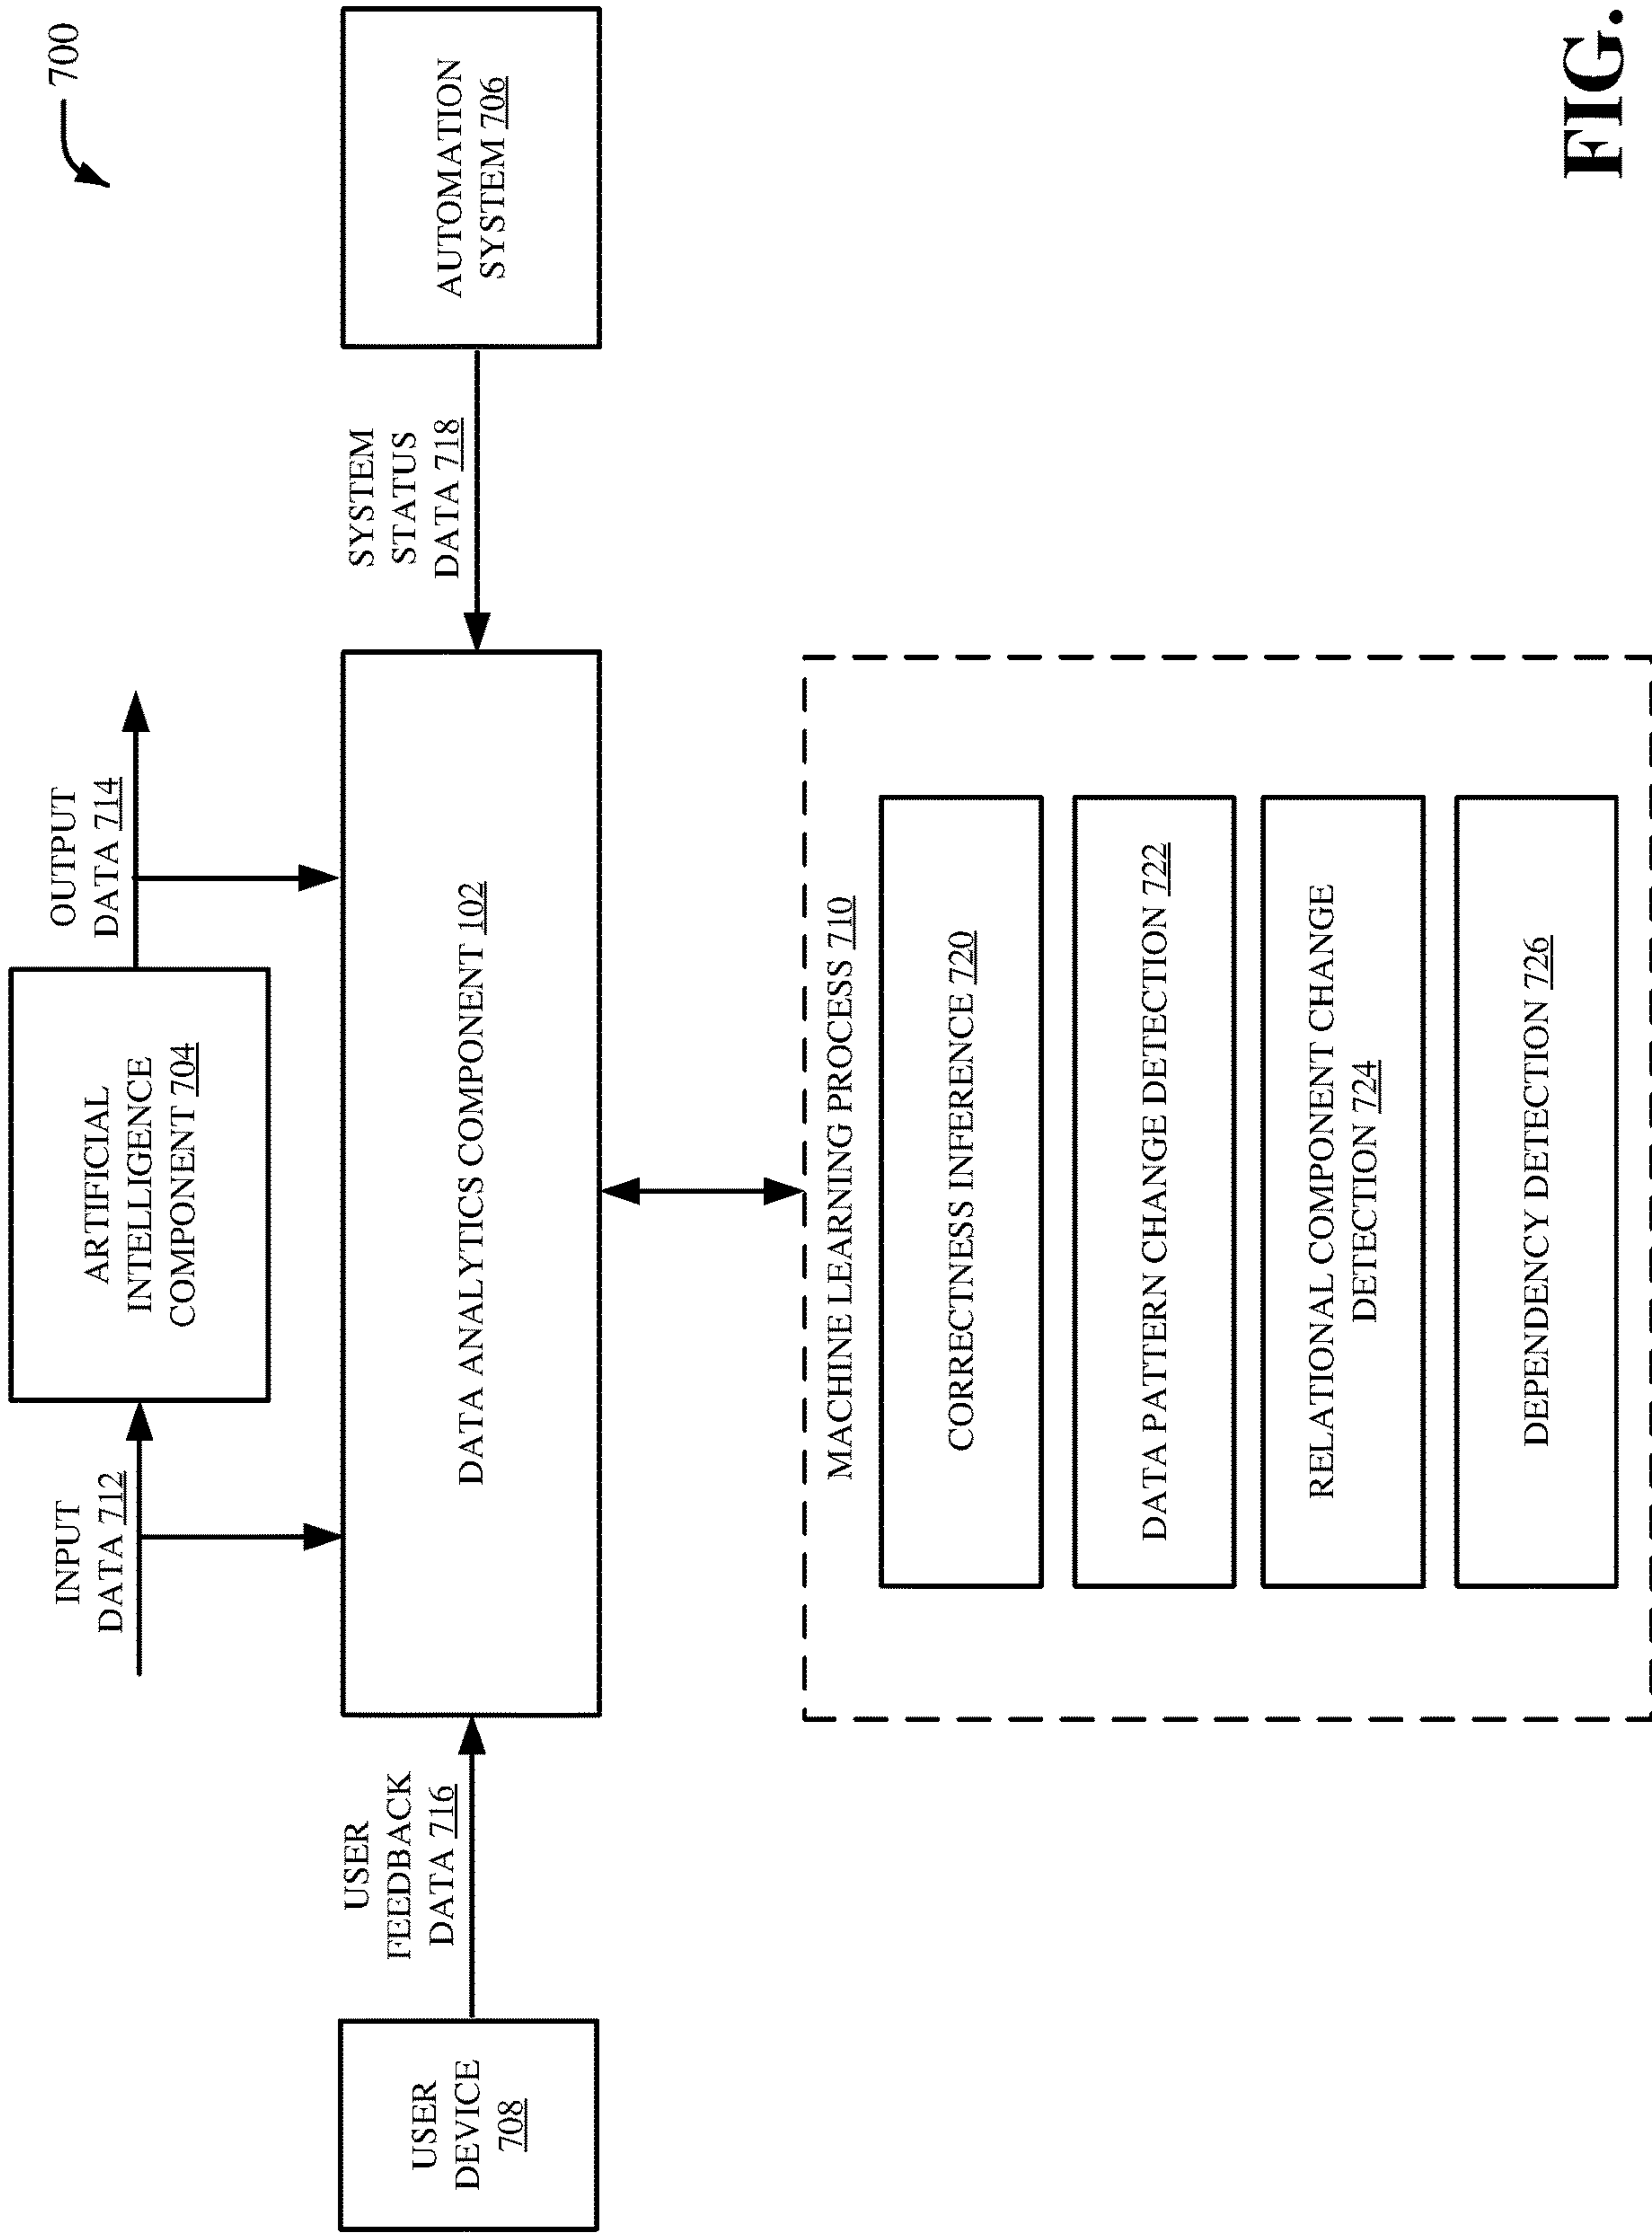 700
INPUT
DATA 712
ARTIFICIAL
INTELLIGENCE
COMPONENT 704
OUTPUT
DATA 714
USER
DEVICE
708
USER
FEEDBACK
DATA 716
DATA ANALYTICS COMPONENT 102
SYSTEM
STATUS
DATA 718
AUTOMATION
SYSTEM 706
MACHINE LEARNING PROCESS 710
CORRECTNESS INFERENCE 720
DATA PATTERN CHANGE DETECTION 722
RELATIONAL COMPONENT CHANGE
DETECTION 724
DEPENDENCY DETECTION 726
FIG.